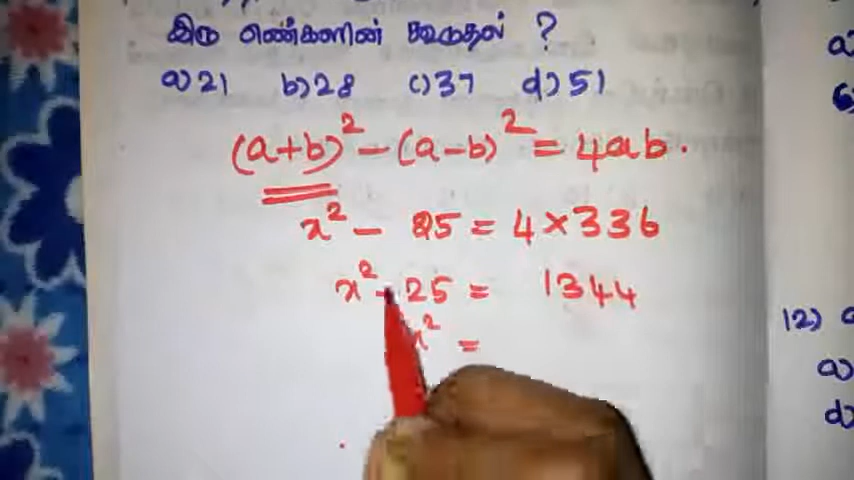 இரு எண்களின் கூடுதல் ?
a) 21 b) 28 c) 37 d) 51
(a+b)² - (a-b)² = 4ab.
x² - 25 = 4×336
x² - 25 = 1344
x² =
12)
a)
d)